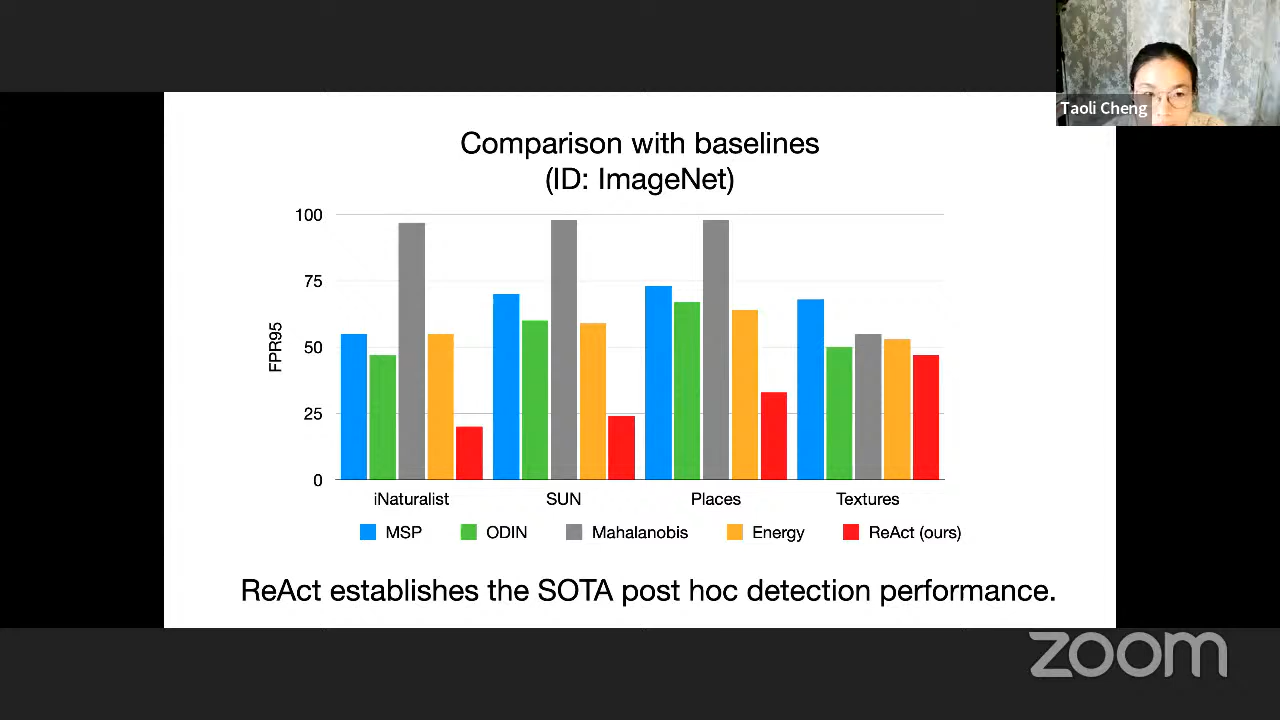 Taoli Cheng
Comparison with baselines
(ID: ImageNet)
100
75
50
25
0
FPR95
iNaturalist SUN Places Textures
MSP ODIN Mahalanobis Energy ReAct (ours)
ReAct establishes the SOTA post hoc detection performance.
zoom